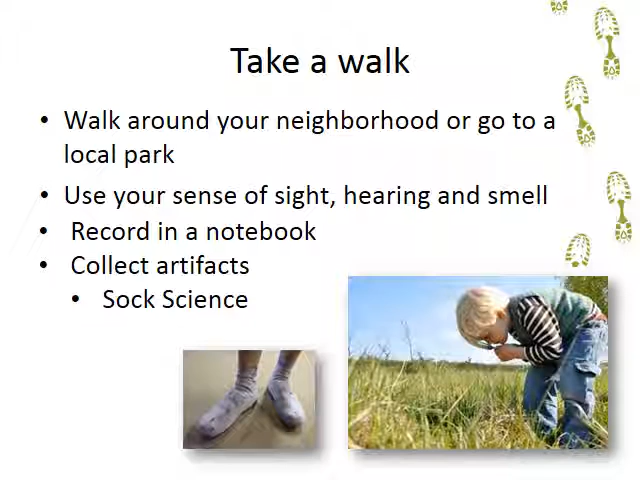 Take a walk
• Walk around your neighborhood or go to a
local park
• Use your sense of sight, hearing and smell
• Record in a notebook
• Collect artifacts
• Sock Science